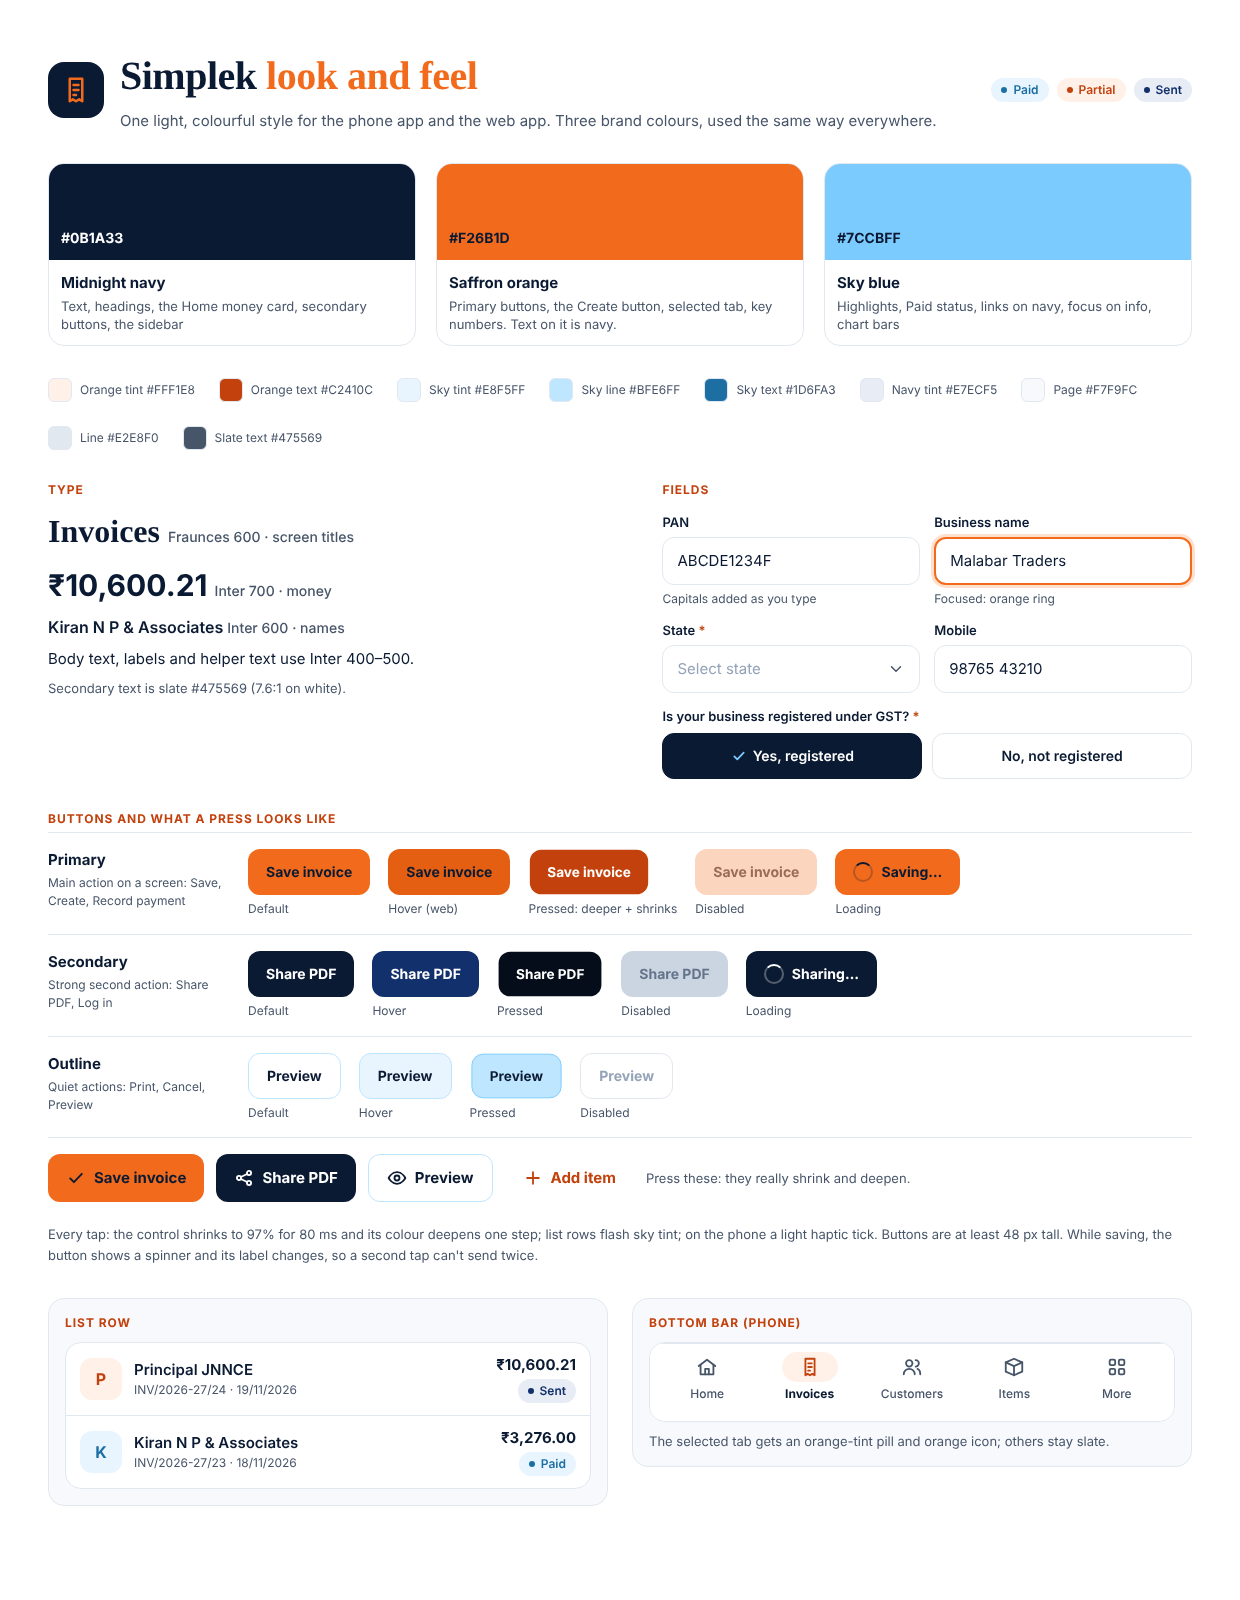 Simplek look and feel
One light, colourful style for the phone app and the web app. Three brand colours, used the same way everywhere.
Paid
Partial
Sent
#0B1A33
Midnight navy
Text, headings, the Home money card, secondary
buttons, the sidebar
#F26B1D
Saffron orange
Primary buttons, the Create button, selected tab, key
numbers. Text on it is navy.
#7CCBFF
Sky blue
Highlights, Paid status, links on navy, focus on info,
chart bars
Orange tint #FFF1E8
Orange text #C2410C
Sky tint #E8F5FF
Sky line #BFE6FF
Sky text #1D6FA3
Navy tint #E7ECF5
Page #F7F9FC
Line #E2E8F0
Slate text #475569
TYPE
Invoices Fraunces 600 · screen titles
₹10,600.21 Inter 700 · money
Kiran N P & Associates Inter 600 · names
Body text, labels and helper text use Inter 400–500.
Secondary text is slate #475569 (7.6:1 on white).
FIELDS
PAN
ABCDE1234F
Capitals added as you type
Business name
Malabar Traders
Focused: orange ring
State *
Select state
Mobile
98765 43210
Is your business registered under GST? *
Yes, registered
No, not registered
BUTTONS AND WHAT A PRESS LOOKS LIKE
Primary
Main action on a screen: Save,
Create, Record payment
Save invoice
Default
Save invoice
Hover (web)
Save invoice
Pressed: deeper + shrinks
Save invoice
Disabled
Saving…
Loading
Secondary
Strong second action: Share
PDF, Log in
Share PDF
Default
Share PDF
Hover
Share PDF
Pressed
Share PDF
Disabled
Sharing…
Loading
Outline
Quiet actions: Print, Cancel,
Preview
Preview
Default
Preview
Hover
Preview
Pressed
Preview
Disabled
Save invoice
Share PDF
Preview
Add item
Press these: they really shrink and deepen.
Every tap: the control shrinks to 97% for 80 ms and its colour deepens one step; list rows flash sky tint; on the phone a light haptic tick. Buttons are at least 48 px tall. While saving, the
button shows a spinner and its label changes, so a second tap can't send twice.
LIST ROW
P
Principal JNNCE
INV/2026-27/24 · 19/11/2026
₹10,600.21
Sent
K
Kiran N P & Associates
INV/2026-27/23 · 18/11/2026
₹3,276.00
Paid
BOTTOM BAR (PHONE)
Home
Invoices
Customers
Items
More
The selected tab gets an orange-tint pill and orange icon; others stay slate.